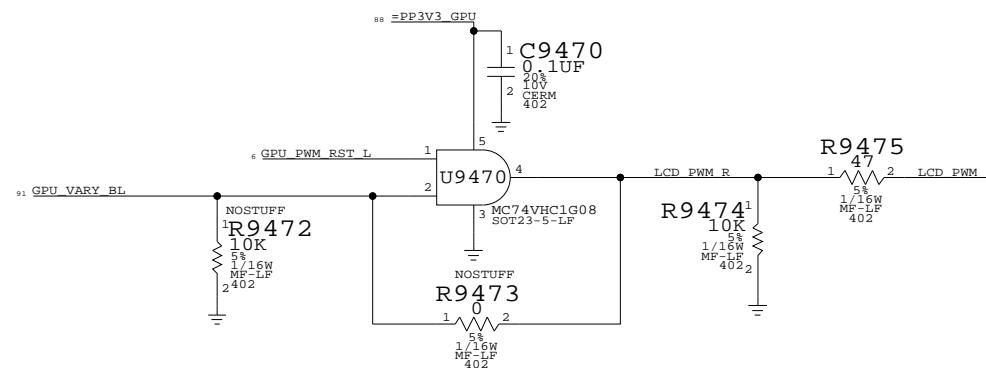 88 =PP3V3_GPU
1 C9470
0.1UF
20%
10V
2 CERM
402
6 GPU_PWM_RST_L
1
5
U9470
4
91 GPU_VARY_BL
2
3 MC74VHC1G08
SOT23-5-LF
LCD_PWM_R
R9475
47
1 2
LCD_PWM
5%
1/16W
MF-LF
402
NOSTUFF
1 R9472
10K
5%
1/16W
MF-LF
2 402
R9474 1
10K
5%
1/16W
MF-LF
402 2
NOSTUFF
R9473
0
1 2
5%
1/16W
MF-LF
402